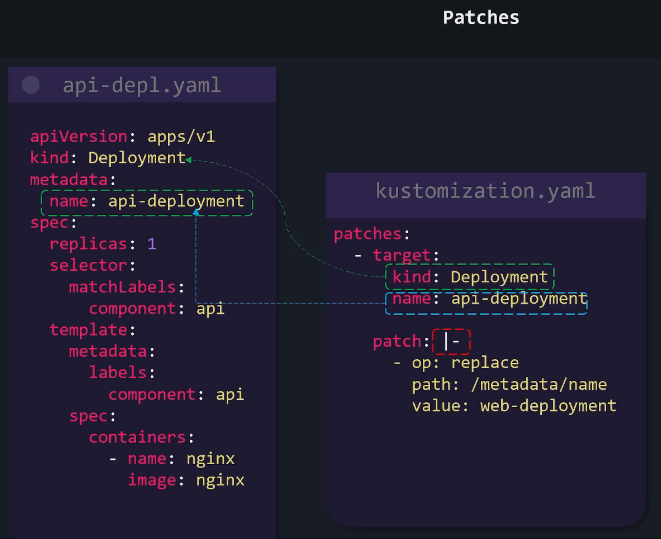 Patches
api-depl.yaml
apiVersion: apps/v1
kind: Deployment
metadata:
  name: api-deployment
spec:
  replicas: 1
  selector:
    matchLabels:
      component: api
  template:
    metadata:
      labels:
        component: api
    spec:
      containers:
        - name: nginx
          image: nginx
kustomization.yaml
patches:
  - target:
      kind: Deployment
      name: api-deployment
    patch: |-
      - op: replace
        path: /metadata/name
        value: web-deployment